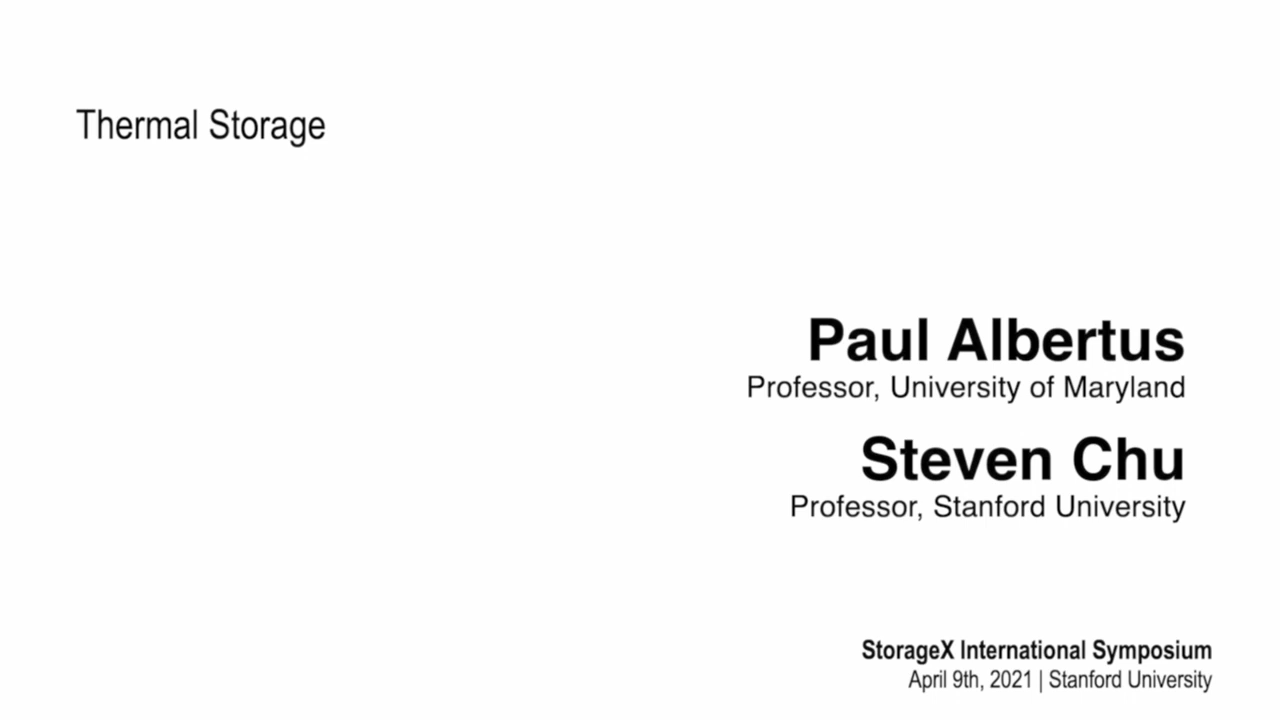 Thermal Storage
Paul Albertus
Professor, University of Maryland
Steven Chu
Professor, Stanford University
StorageX International Symposium
April 9th, 2021 | Stanford University